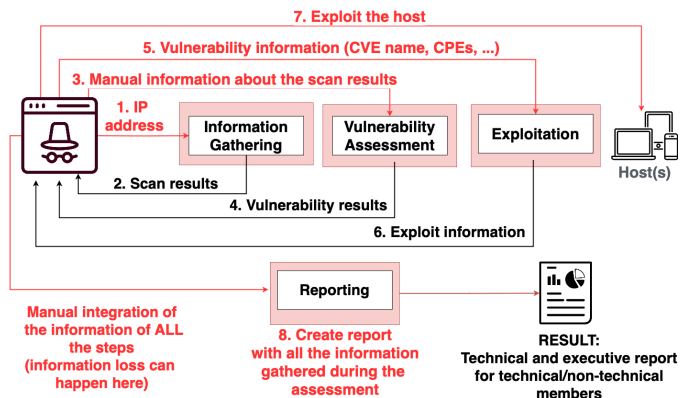 7. Exploit the host
5. Vulnerability information (CVE name, CPEs, ...)
3. Manual information about the scan results
1. IP
address
Information
Gathering
Vulnerability
Assessment
Exploitation
Host(s)
2. Scan results
4. Vulnerability results
6. Exploit information
Reporting
Manual integration of
the information of ALL
the steps
(information loss can
happen here)
8. Create report
with all the information
gathered during the
assessment
RESULT:
Technical and executive report
for technical/non-technical
members